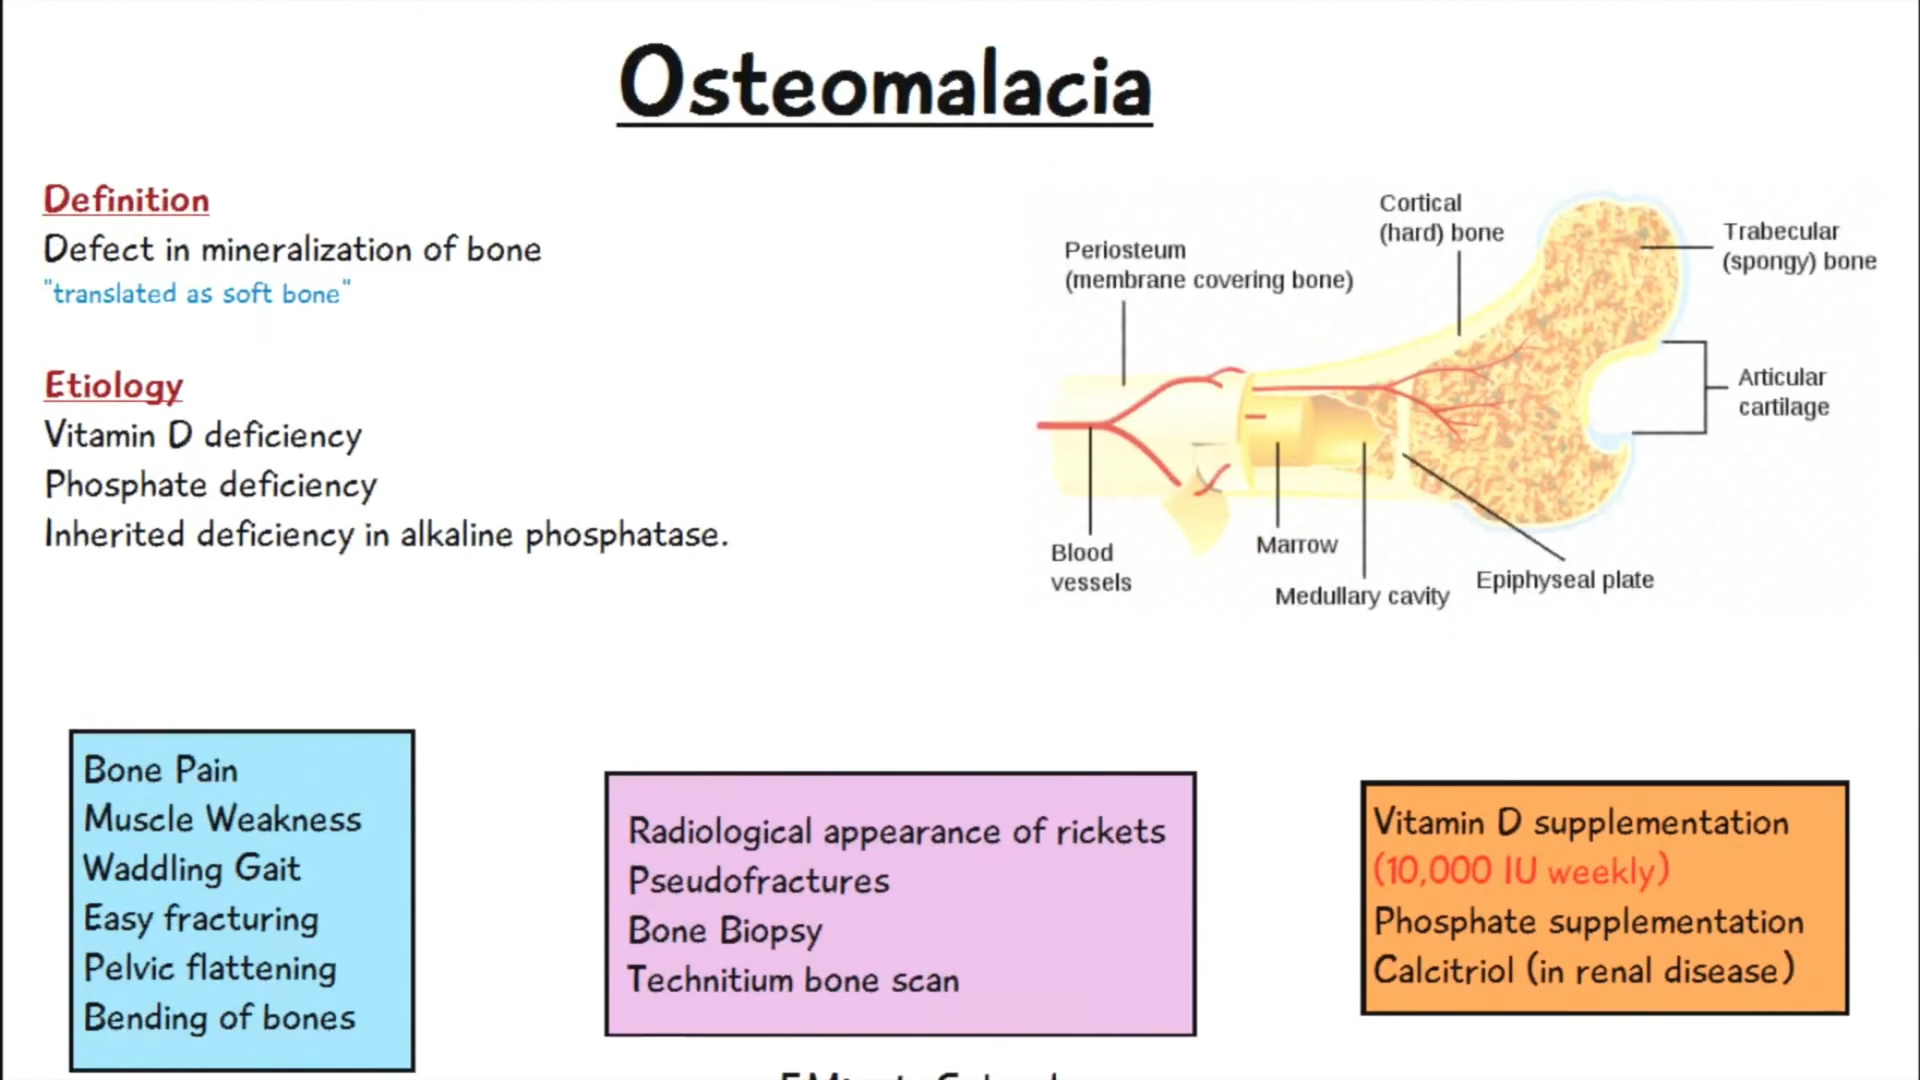 Osteomalacia
Definition
Defect in mineralization of bone
"translated as soft bone"
Etiology
Vitamin D deficiency
Phosphate deficiency
Inherited deficiency in alkaline phosphatase.
Periosteum
(membrane covering bone)
Cortical
(hard) bone
Trabecular
(spongy) bone
Articular
cartilage
Blood
vessels
Marrow
Medullary cavity
Epiphyseal plate
Bone Pain
Muscle Weakness
Waddling Gait
Easy fracturing
Pelvic flattening
Bending of bones
Radiological appearance of rickets
Pseudofractures
Bone Biopsy
Technitium bone scan
Vitamin D supplementation
(10,000 IU weekly)
Phosphate supplementation
Calcitriol (in renal disease)